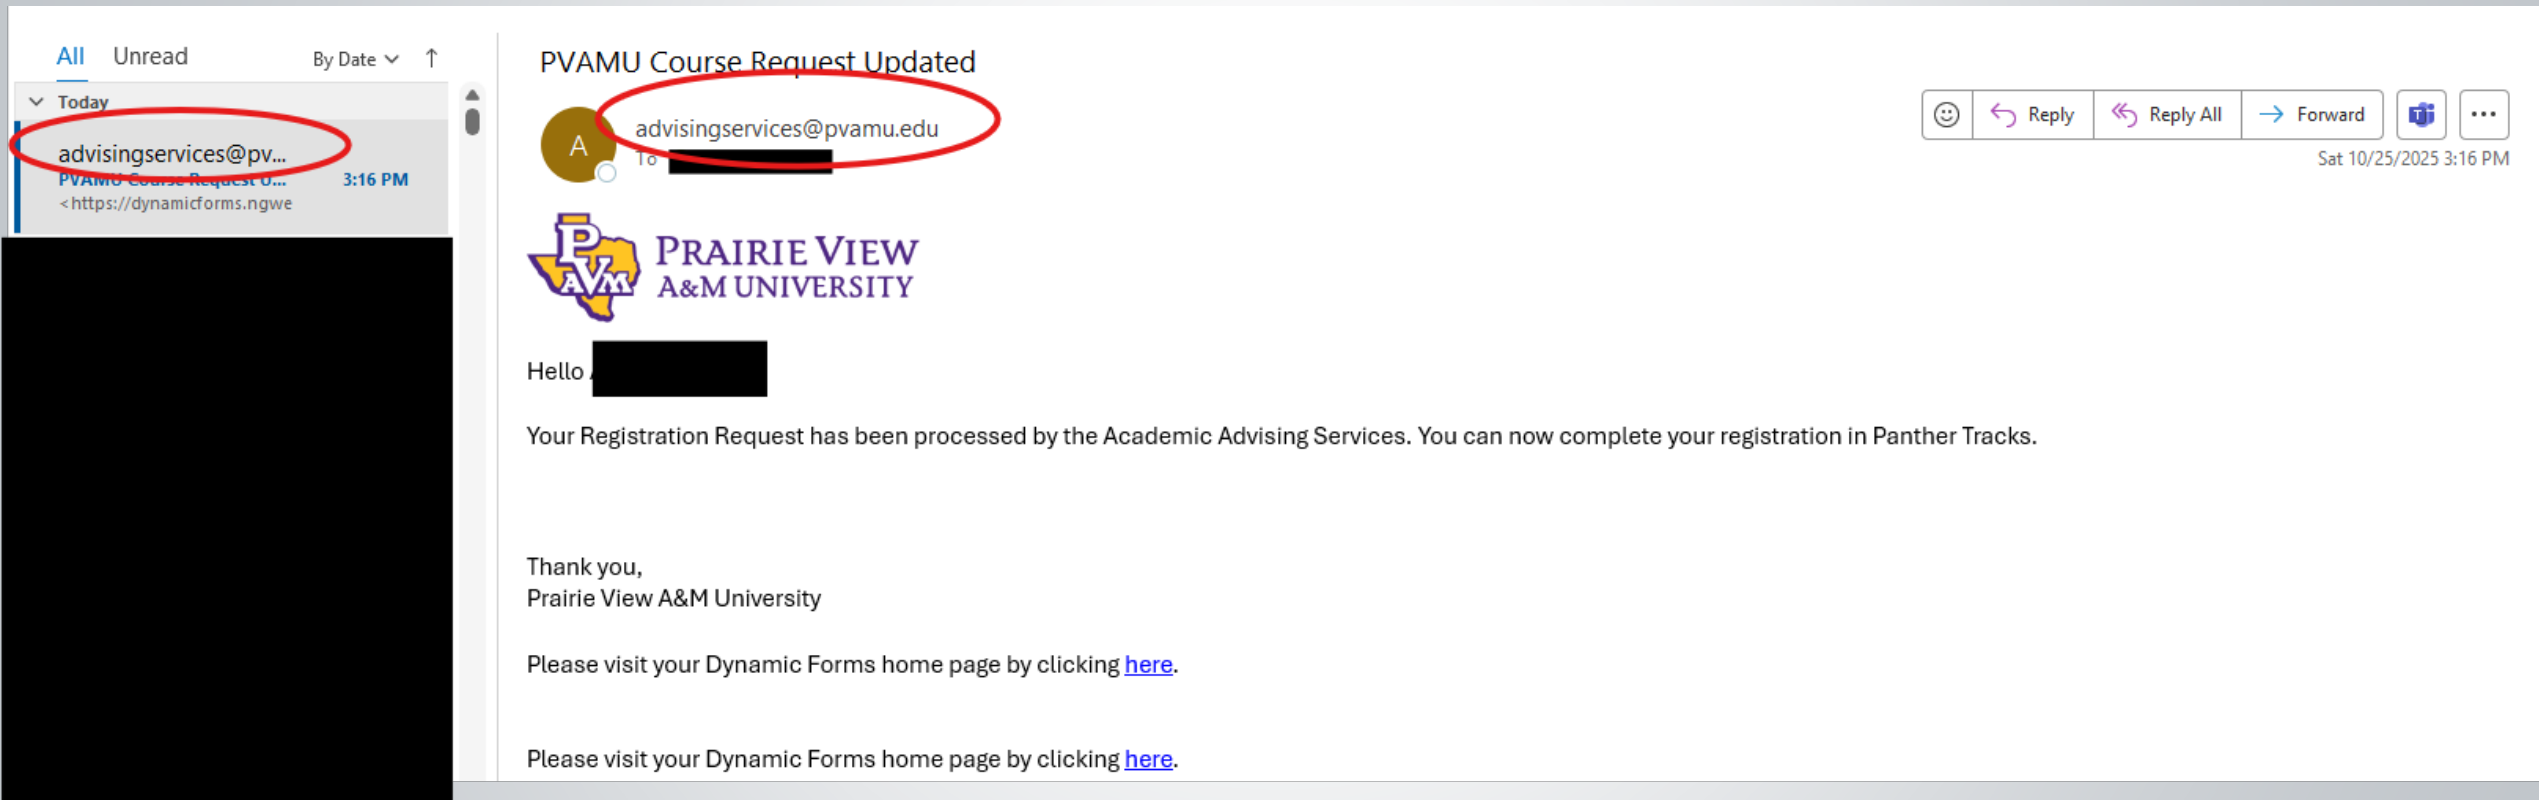 All Unread By Date
Today
advisingservices@pv...
PVAMU Course Request U... 3:16 PM
<https://dynamicforms.ngwe
PVAMU Course Request Updated
A
advisingservices@pvamu.edu
To
Reply Reply All Forward
Sat 10/25/2025 3:16 PM
PVAM
PRAIRIE VIEW
A&M UNIVERSITY
Hello
Your Registration Request has been processed by the Academic Advising Services. You can now complete your registration in Panther Tracks.
Thank you,
Prairie View A&M University
Please visit your Dynamic Forms home page by clicking here.
Please visit your Dynamic Forms home page by clicking here.